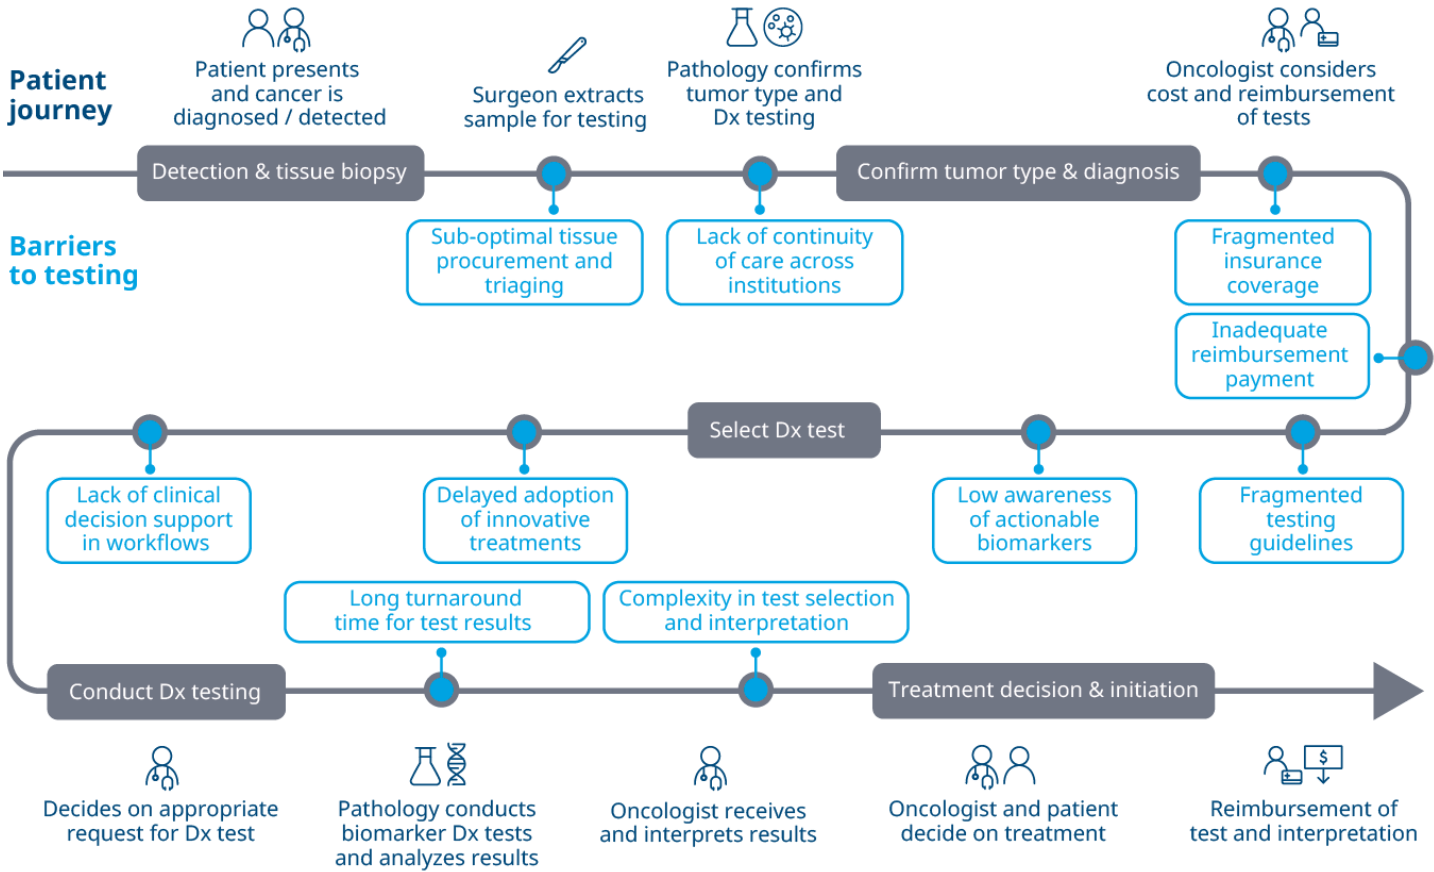 Patient
journey
Patient presents
and cancer is
diagnosed / detected
Surgeon extracts
sample for testing
Pathology confirms
tumor type and
Dx testing
Oncologist considers
cost and reimbursement
of tests
Detection & tissue biopsy
Confirm tumor type & diagnosis
Barriers
to testing
Sub-optimal tissue
procurement and
triaging
Lack of continuity
of care across
institutions
Fragmented
insurance
coverage
Inadequate
reimbursement
payment
Select Dx test
Lack of clinical
decision support
in workflows
Delayed adoption
of innovative
treatments
Low awareness
of actionable
biomarkers
Fragmented
testing
guidelines
Long turnaround
time for test results
Complexity in test selection
and interpretation
Conduct Dx testing
Treatment decision & initiation
Decides on appropriate
request for Dx test
Pathology conducts
biomarker Dx tests
and analyzes results
Oncologist receives
and interprets results
Oncologist and patient
decide on treatment
$
Reimbursement of
test and interpretation